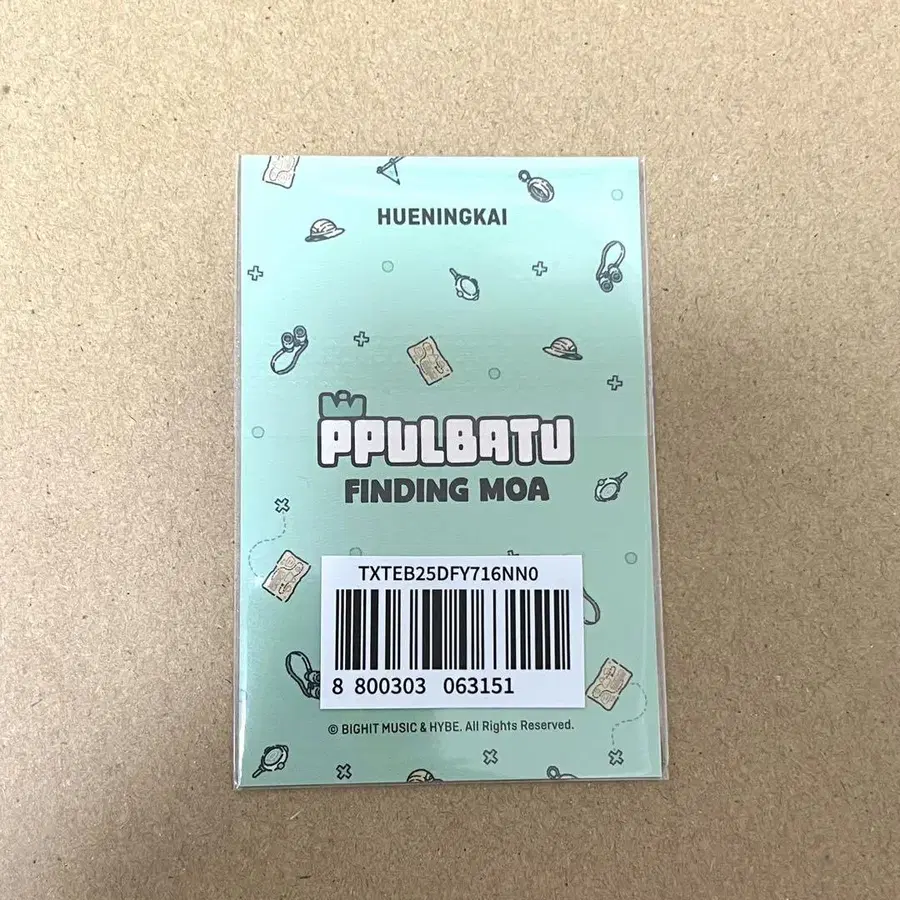 HUENINGKAI
PPULBATU
FINDING MOA
TXTEB25DFY716NN0
8 800303 063151
© BIGHIT MUSIC & HYBE. All Rights Reserved.